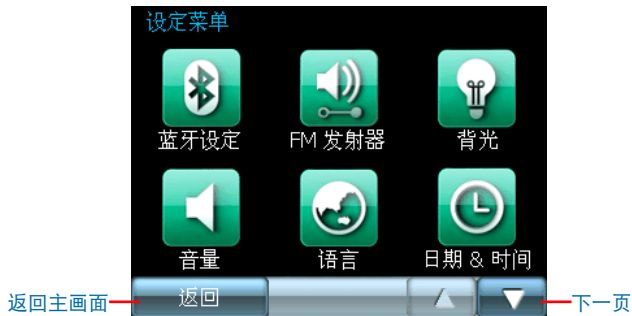 设定菜单
蓝牙设定 FM 发射器 背光
音量 语言 日期 & 时间
返回主画面 返回 下一页